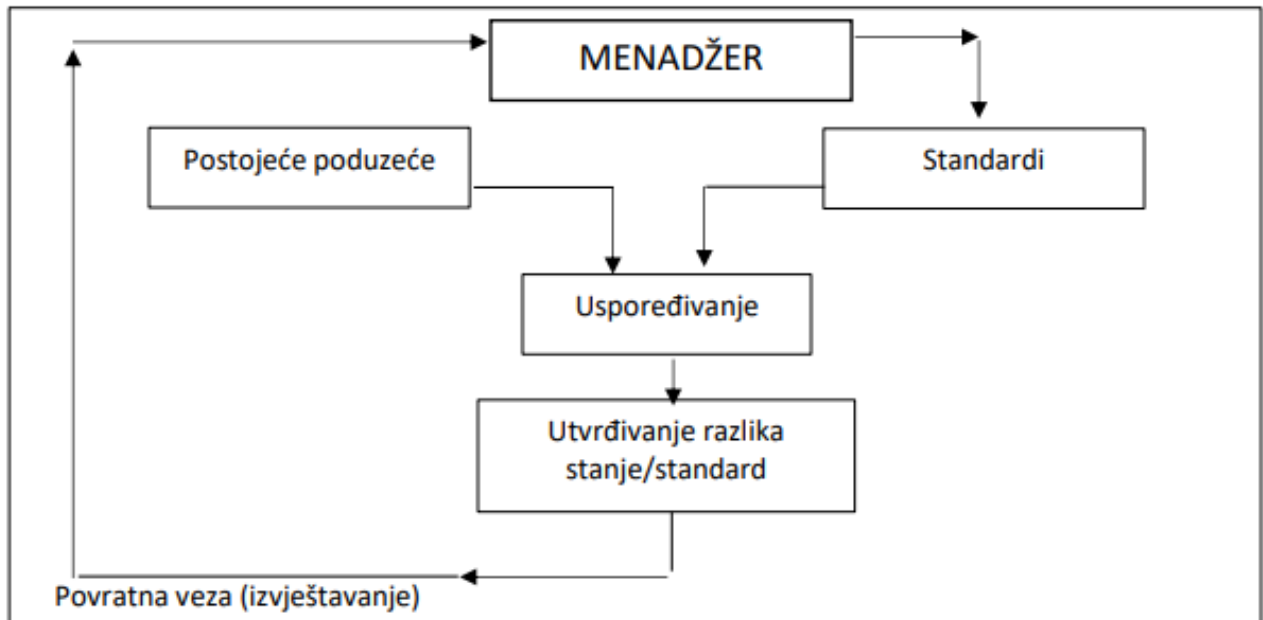 MENADŽER
Postojeće poduzeće
Standardi
Uspoređivanje
Utvrđivanje razlika
stanje/standard
Povratna veza (izvještavanje)